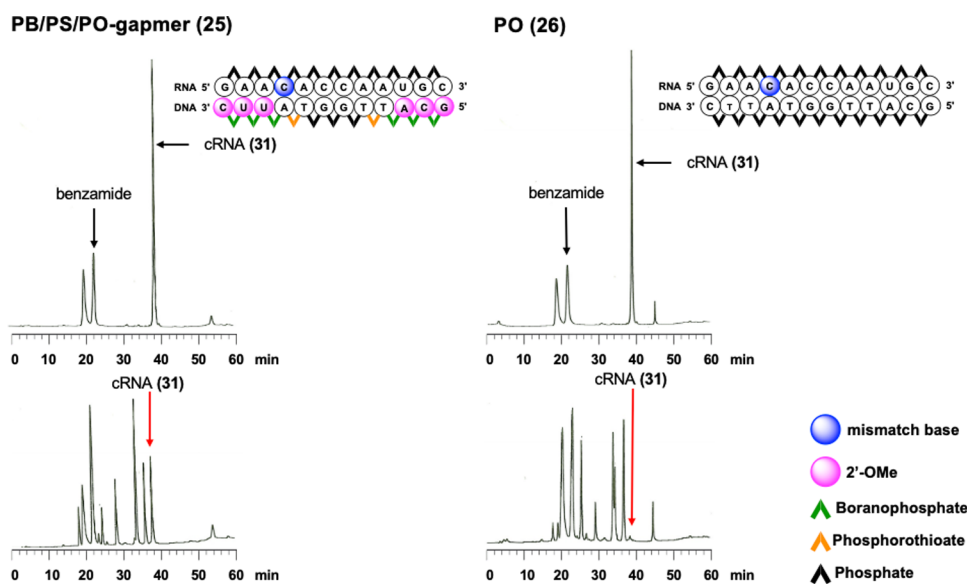 PB/PS/PO-gapmer (25)
PO (26)
RNA 5' G A A C A C C A A U G C 3'
DNA 3' C U U A T G G T T A C G 5'
RNA 5' G A A C A C C A A U G C 3'
DNA 3' C T T A T G G T T A C G 5'
cRNA (31)
cRNA (31)
benzamide
benzamide
0 10 20 30 40 50 60 min
0 10 20 30 40 50 60 min
cRNA (31)
cRNA (31)
mismatch base
2'-OMe
Boranophosphate
Phosphorothioate
Phosphate
0 10 20 30 40 50 60 min
0 10 20 30 40 50 60 min